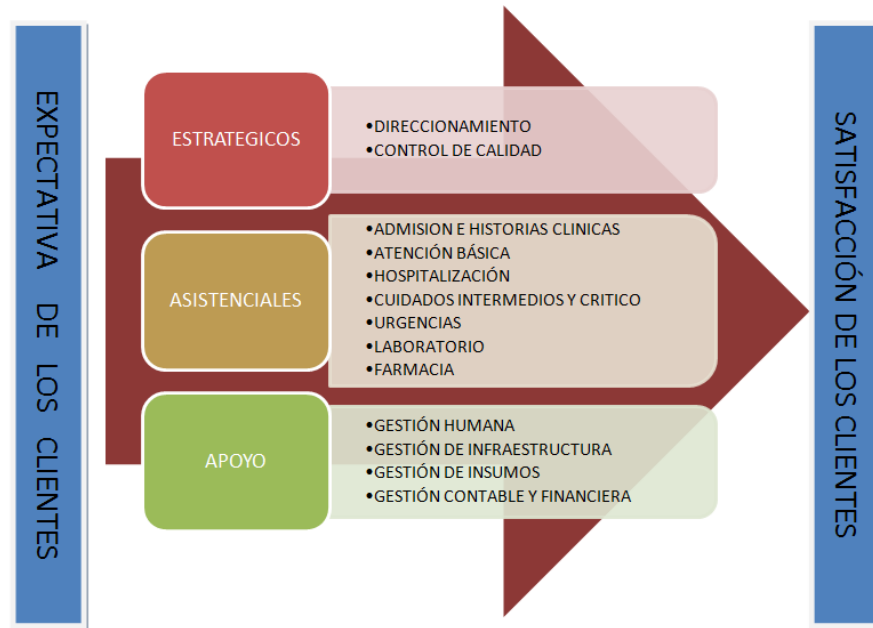 EXPECTATIVA DE LOS CLIENTES
ESTRATEGICOS
•DIRECCIONAMIENTO
•CONTROL DE CALIDAD
ASISTENCIALES
•ADMISION E HISTORIAS CLINICAS
•ATENCIÓN BÁSICA
•HOSPITALIZACIÓN
•CUIDADOS INTERMEDIOS Y CRITICO
•URGENCIAS
•LABORATORIO
•FARMACIA
APOYO
•GESTIÓN HUMANA
•GESTIÓN DE INFRAESTRUCTURA
•GESTIÓN DE INSUMOS
•GESTIÓN CONTABLE Y FINANCIERA
SATISFACCIÓN DE LOS CLIENTES